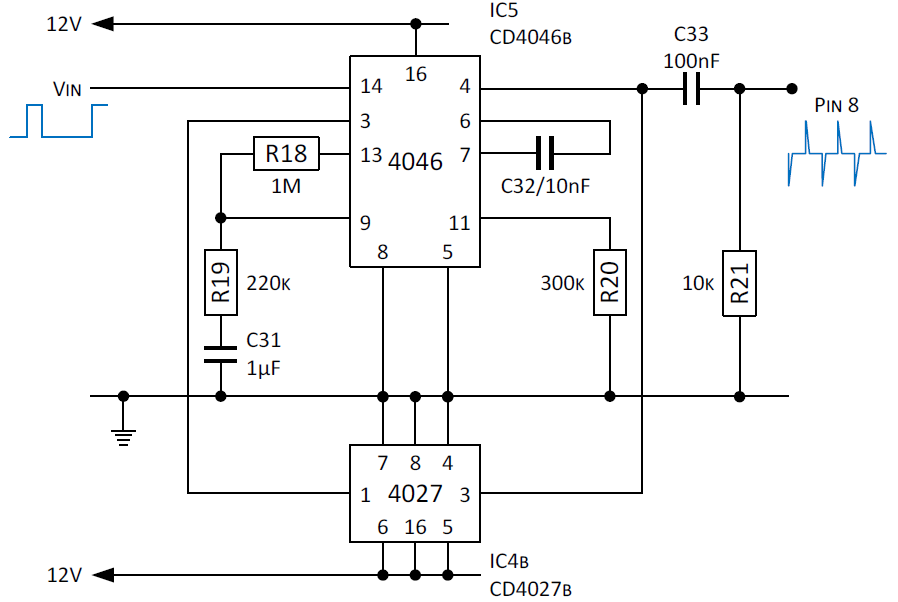 12V
IC5
CD4046B
C33
100nF
VIN
16
14
4
3
6
R18
13
4046
7
1M
C32/10nF
PIN 8
9
11
8
5
R19
220K
300K
R20
10K
R21
C31
1µF
7
8
4
1
4027
3
6
16
5
12V
IC4B
CD4027B